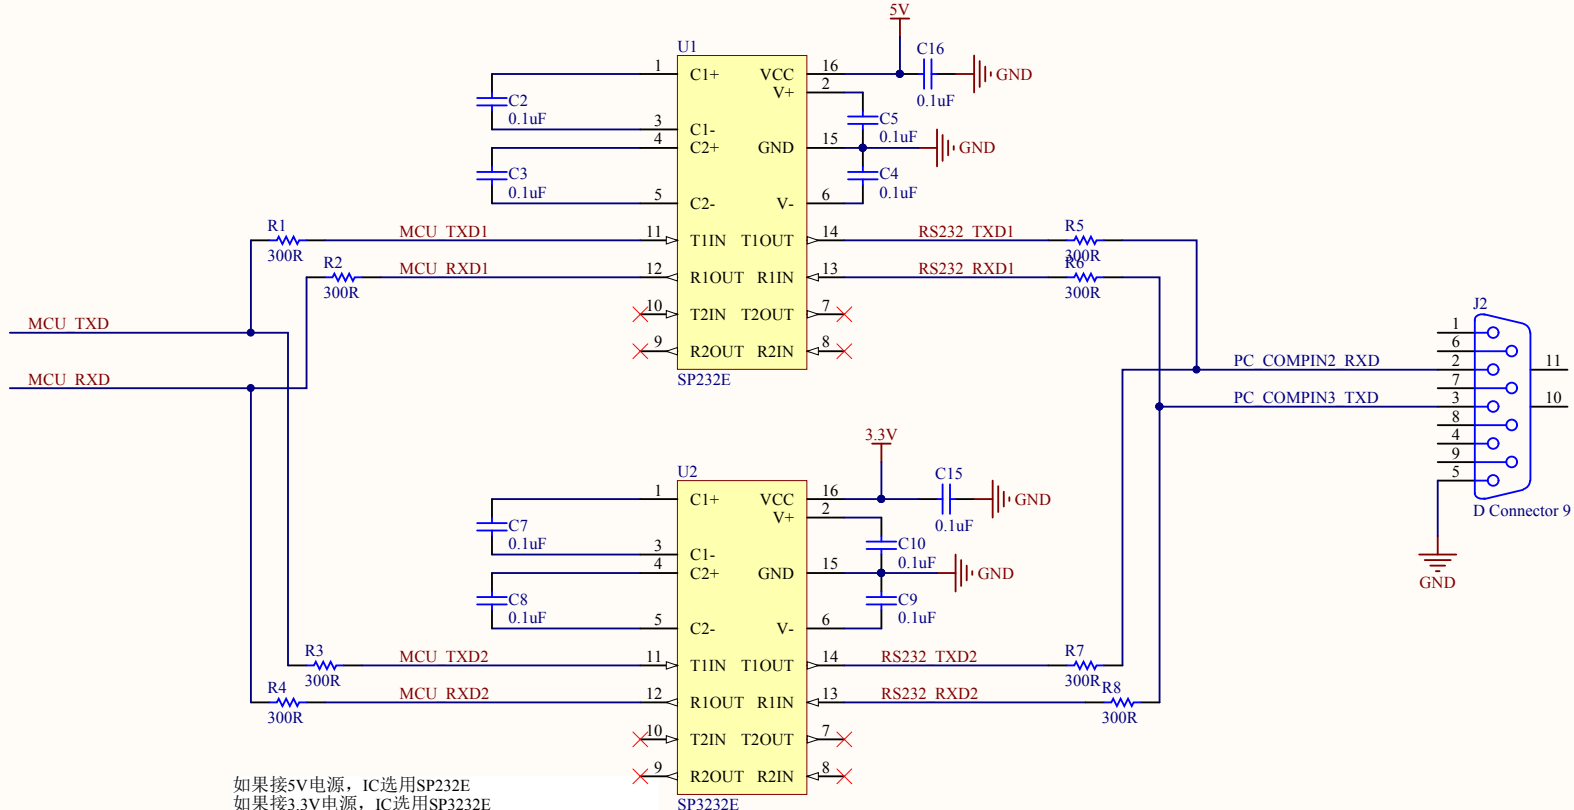 5V
U1
C16
1 C1+ VCC 16
GND
V+ 2
C2
0.1uF
0.1uF
C5
0.1uF
3 C1-
4 C2+ GND 15
GND
C3
0.1uF
C4
0.1uF
5 C2- V- 6
R1
300R
MCU_TXD1
11 T1IN T1OUT 14
RS232_TXD1
R5
300R
R2
300R
MCU_RXD1
12 R1OUT R1IN 13
RS232_RXD1
R6
300R
10 T2IN T2OUT 7
9 R2OUT R2IN 8
SP232E
MCU_TXD
MCU_RXD
J2
1
6
2
7
3
8
4
9
5
11
10
PC_COMPIN2_RXD
PC_COMPIN3_TXD
D Connector 9
GND
3.3V
U2
C15
1 C1+ VCC 16
GND
V+ 2
0.1uF
C7
0.1uF
C10
0.1uF
3 C1-
4 C2+ GND 15
GND
C8
0.1uF
C9
0.1uF
5 C2- V- 6
R3
300R
MCU_TXD2
11 T1IN T1OUT 14
RS232_TXD2
R7
300R
R4
300R
MCU_RXD2
12 R1OUT R1IN 13
RS232_RXD2
R8
300R
10 T2IN T2OUT 7
9 R2OUT R2IN 8
SP3232E
如果接5V电源，IC选用SP232E
如果接3.3V电源，IC选用SP3232E